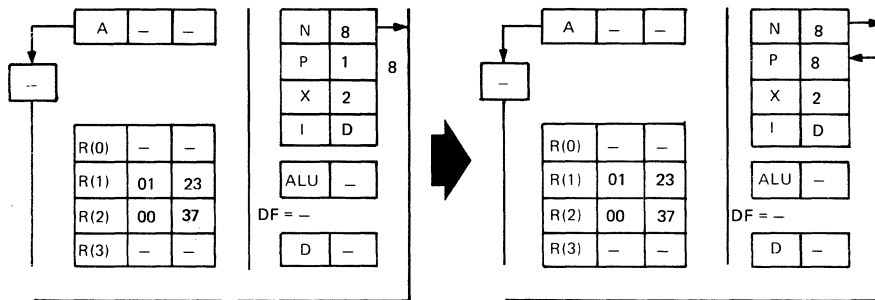 A – –
N 8
P 1
8
X 2
I D
–
R(0) – –
R(1) 01 23
R(2) 00 37
R(3) – –
ALU –
DF = –
D –
A – –
N 8
P 8
X 2
I D
–
R(0) – –
R(1) 01 23
R(2) 00 37
R(3) – –
ALU –
DF = –
D –